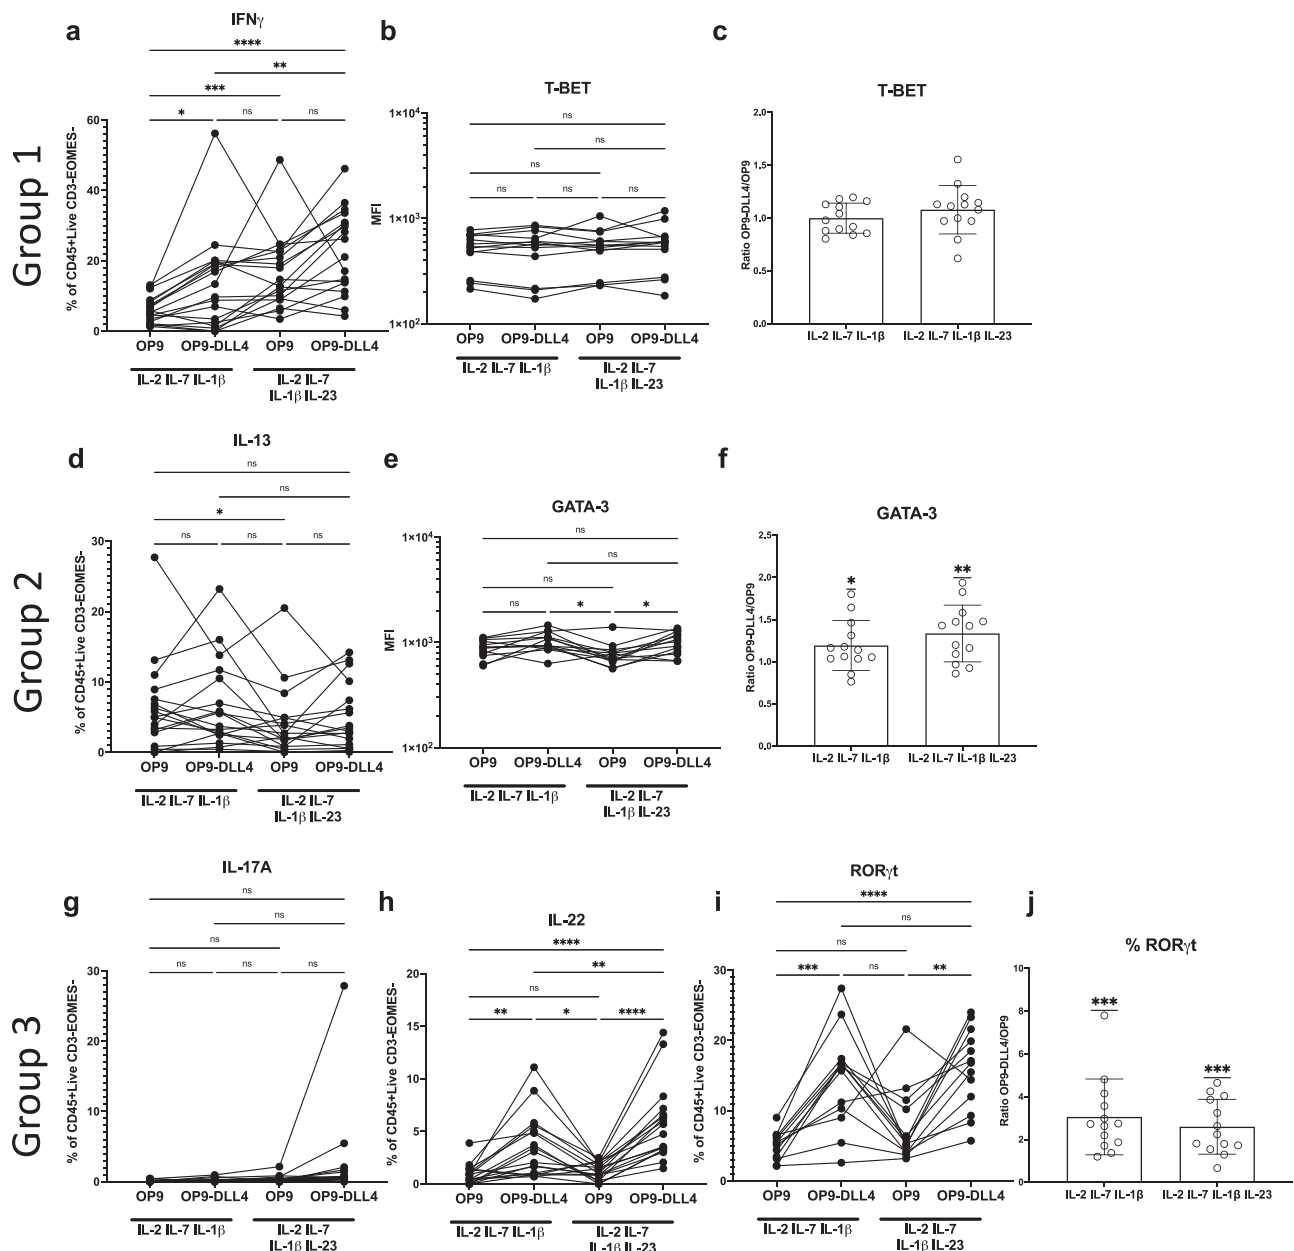 Group 1
a
IFNγ
****
**
***
*
ns
ns
% of CD45+Live CD3-EOMES-
60
40
20
0
OP9
OP9-DLL4
OP9
OP9-DLL4
IL-2 IL-7 IL-1β
IL-2 IL-7
IL-1β IL-23
b
T-BET
ns
ns
ns
ns
ns
ns
MFI
1×10⁴
1×10³
1×10²
OP9
OP9-DLL4
OP9
OP9-DLL4
IL-2 IL-7 IL-1β
IL-2 IL-7
IL-1β IL-23
c
T-BET
Ratio OP9-DLL4/OP9
2.0
1.5
1.0
0.5
0.0
IL-2 IL-7 IL-1β
IL-2 IL-7 IL-1β IL-23
Group 2
d
IL-13
ns
ns
*
ns
ns
ns
% of CD45+Live CD3-EOMES-
30
20
10
0
OP9
OP9-DLL4
OP9
OP9-DLL4
IL-2 IL-7 IL-1β
IL-2 IL-7
IL-1β IL-23
e
GATA-3
ns
ns
ns
ns
*
*
MFI
1×10⁴
1×10³
1×10²
OP9
OP9-DLL4
OP9
OP9-DLL4
IL-2 IL-7 IL-1β
IL-2 IL-7
IL-1β IL-23
f
GATA-3
*
**
Ratio OP9-DLL4/OP9
2.5
2.0
1.5
1.0
0.5
0.0
IL-2 IL-7 IL-1β
IL-2 IL-7 IL-1β IL-23
Group 3
g
IL-17A
ns
ns
ns
ns
ns
ns
% of CD45+Live CD3-EOMES-
30
20
10
0
OP9
OP9-DLL4
OP9
OP9-DLL4
IL-2 IL-7 IL-1β
IL-2 IL-7
IL-1β IL-23
h
IL-22
****
**
ns
**
*
****
% of CD45+Live CD3-EOMES-
20
15
10
5
0
OP9
OP9-DLL4
OP9
OP9-DLL4
IL-2 IL-7 IL-1β
IL-2 IL-7
IL-1β IL-23
i
RORγt
****
ns
ns
***
ns
**
% of CD45+Live CD3-EOMES-
30
20
10
0
OP9
OP9-DLL4
OP9
OP9-DLL4
IL-2 IL-7 IL-1β
IL-2 IL-7
IL-1β IL-23
j
% RORγt
***
***
Ratio OP9-DLL4/OP9
10
8
6
4
2
0
IL-2 IL-7 IL-1β
IL-2 IL-7 IL-1β IL-23